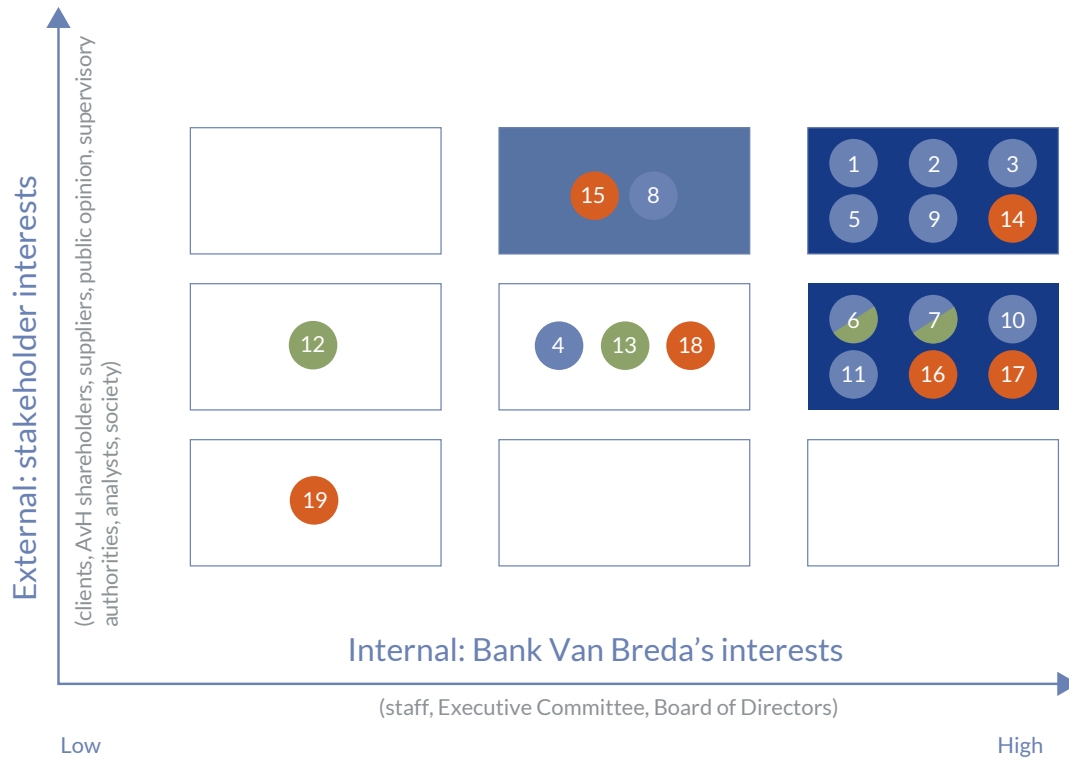 External: stakeholder interests
(clients, AvH shareholders, suppliers, public opinion, supervisory
authorities, analysts, society)
15 8
1 2 3
5 9 14
12
4 13 18
6 7 10
11 16 17
19
Internal: Bank Van Breda's interests
(staff, Executive Committee, Board of Directors)
Low High